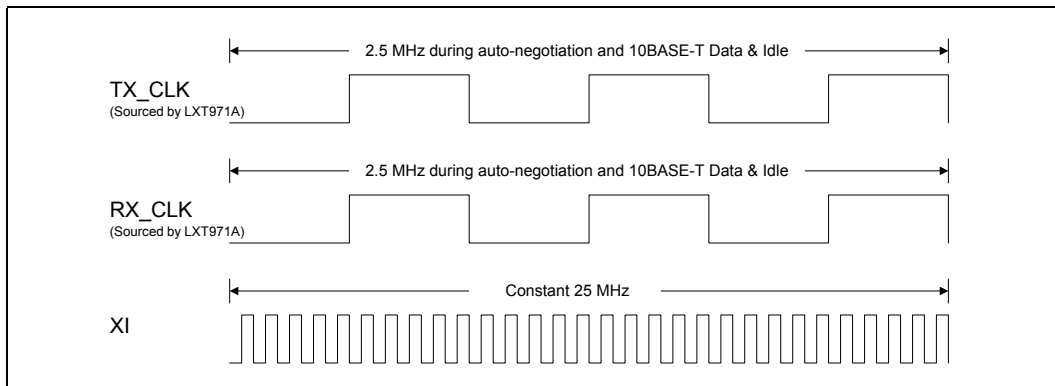 2.5 MHz during auto-negotiation and 10BASE-T Data & Idle
TX_CLK
(Sourced by LXT971A)
2.5 MHz during auto-negotiation and 10BASE-T Data & Idle
RX_CLK
(Sourced by LXT971A)
Constant 25 MHz
XI